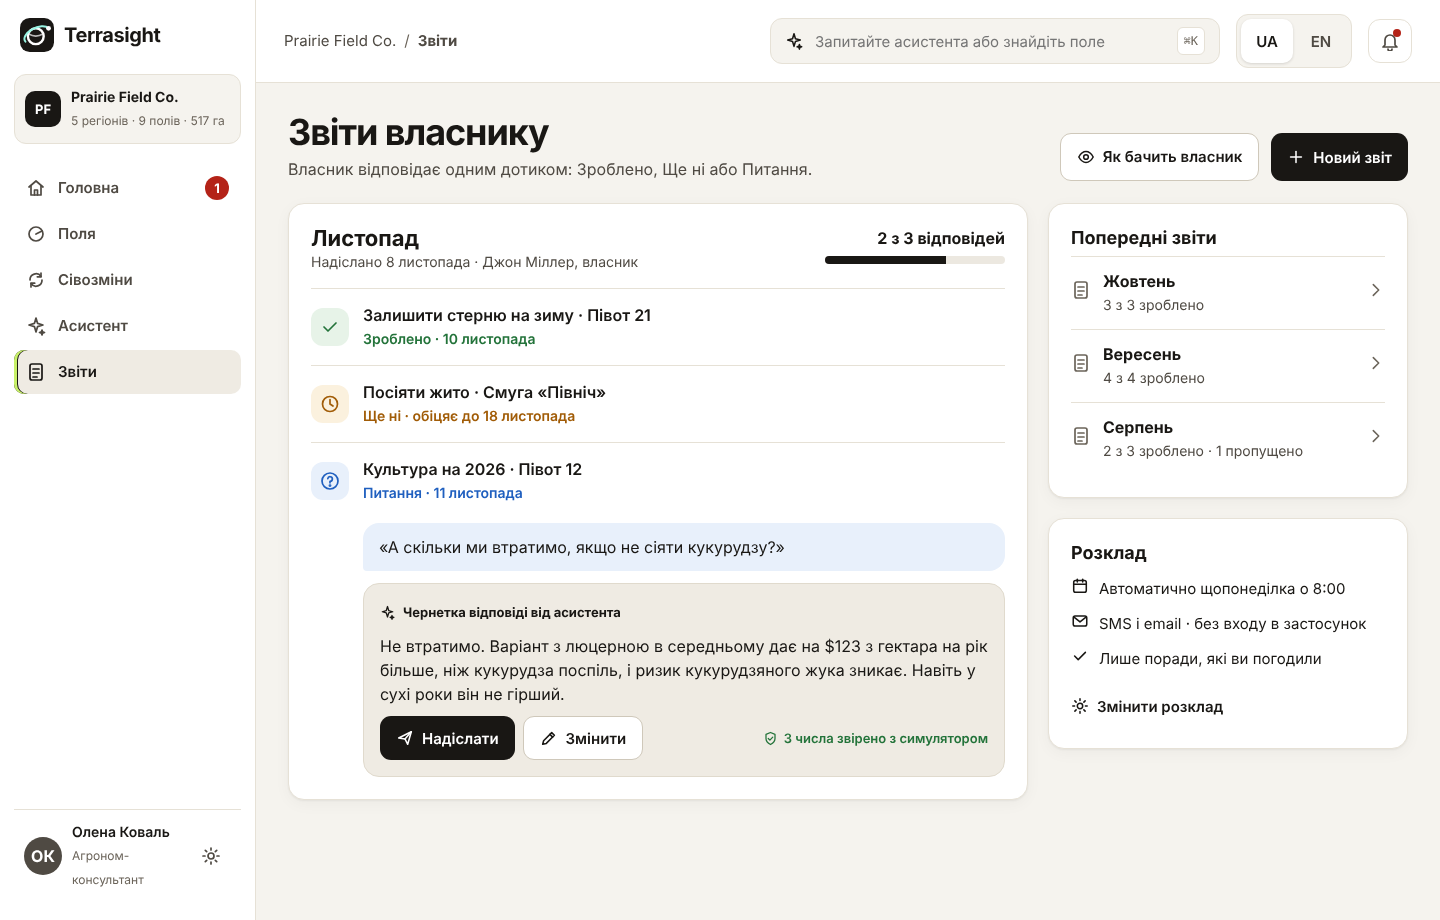 Terrasight
PF
Prairie Field Co.
5 регіонів · 9 полів · 517 га
Головна
1
Поля
Сівозміни
Асистент
Звіти
ОК
Олена Коваль
Агроном-
консультант
Prairie Field Co. / Звіти
Запитайте асистента або знайдіть поле
⌘K
UA
EN
Звіти власнику
Власник відповідає одним дотиком: Зроблено, Ще ні або Питання.
Як бачить власник
Новий звіт
Листопад
Надіслано 8 листопада · Джон Міллер, власник
2 з 3 відповідей
Залишити стерню на зиму · Півот 21
Зроблено · 10 листопада
Посіяти жито · Смуга «Північ»
Ще ні · обіцяє до 18 листопада
Культура на 2026 · Півот 12
Питання · 11 листопада
«А скільки ми втратимо, якщо не сіяти кукурудзу?»
Чернетка відповіді від асистента
Не втратимо. Варіант з люцерною в середньому дає на $123 з гектара на рік
більше, ніж кукурудза поспіль, і ризик кукурудзяного жука зникає. Навіть у
сухі роки він не гірший.
Надіслати
Змінити
3 числа звірено з симулятором
Попередні звіти
Жовтень
3 з 3 зроблено
Вересень
4 з 4 зроблено
Серпень
2 з 3 зроблено · 1 пропущено
Розклад
Автоматично щопонеділка о 8:00
SMS і email · без входу в застосунок
Лише поради, які ви погодили
Змінити розклад